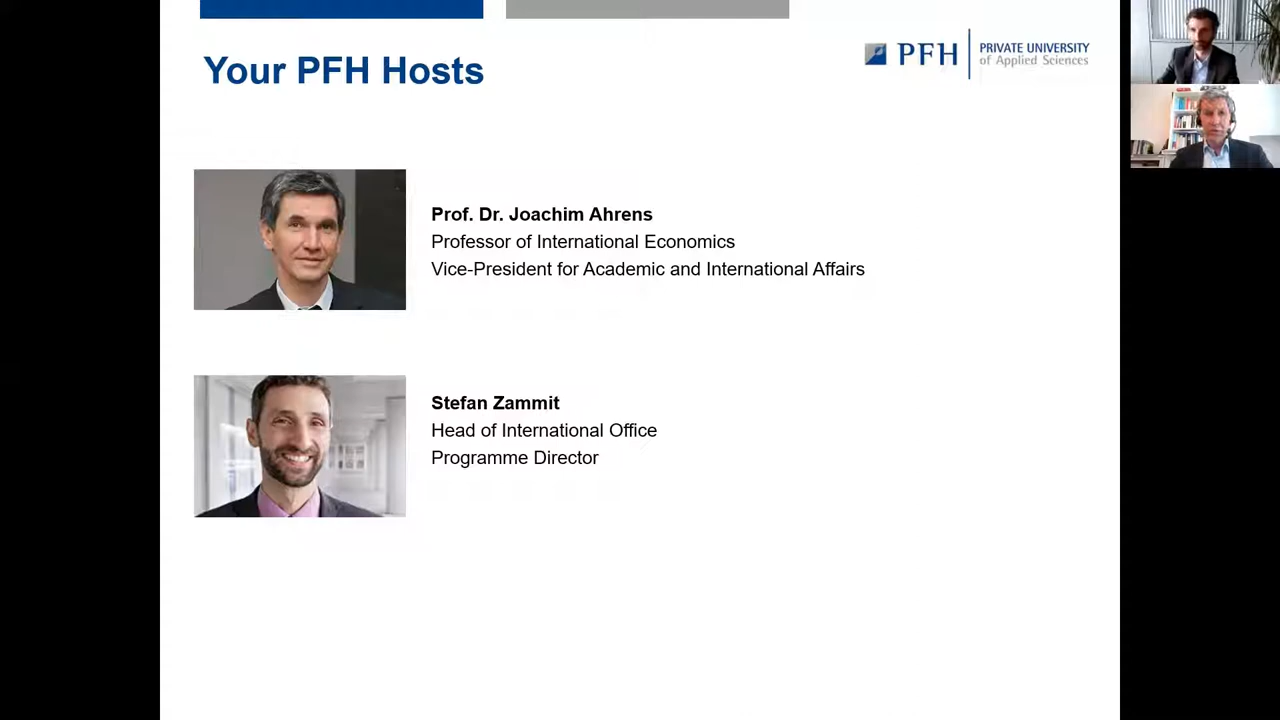 Your PFH Hosts
PFH
PRIVATE UNIVERSITY
of Applied Sciences
Prof. Dr. Joachim Ahrens
Professor of International Economics
Vice-President for Academic and International Affairs
Stefan Zammit
Head of International Office
Programme Director